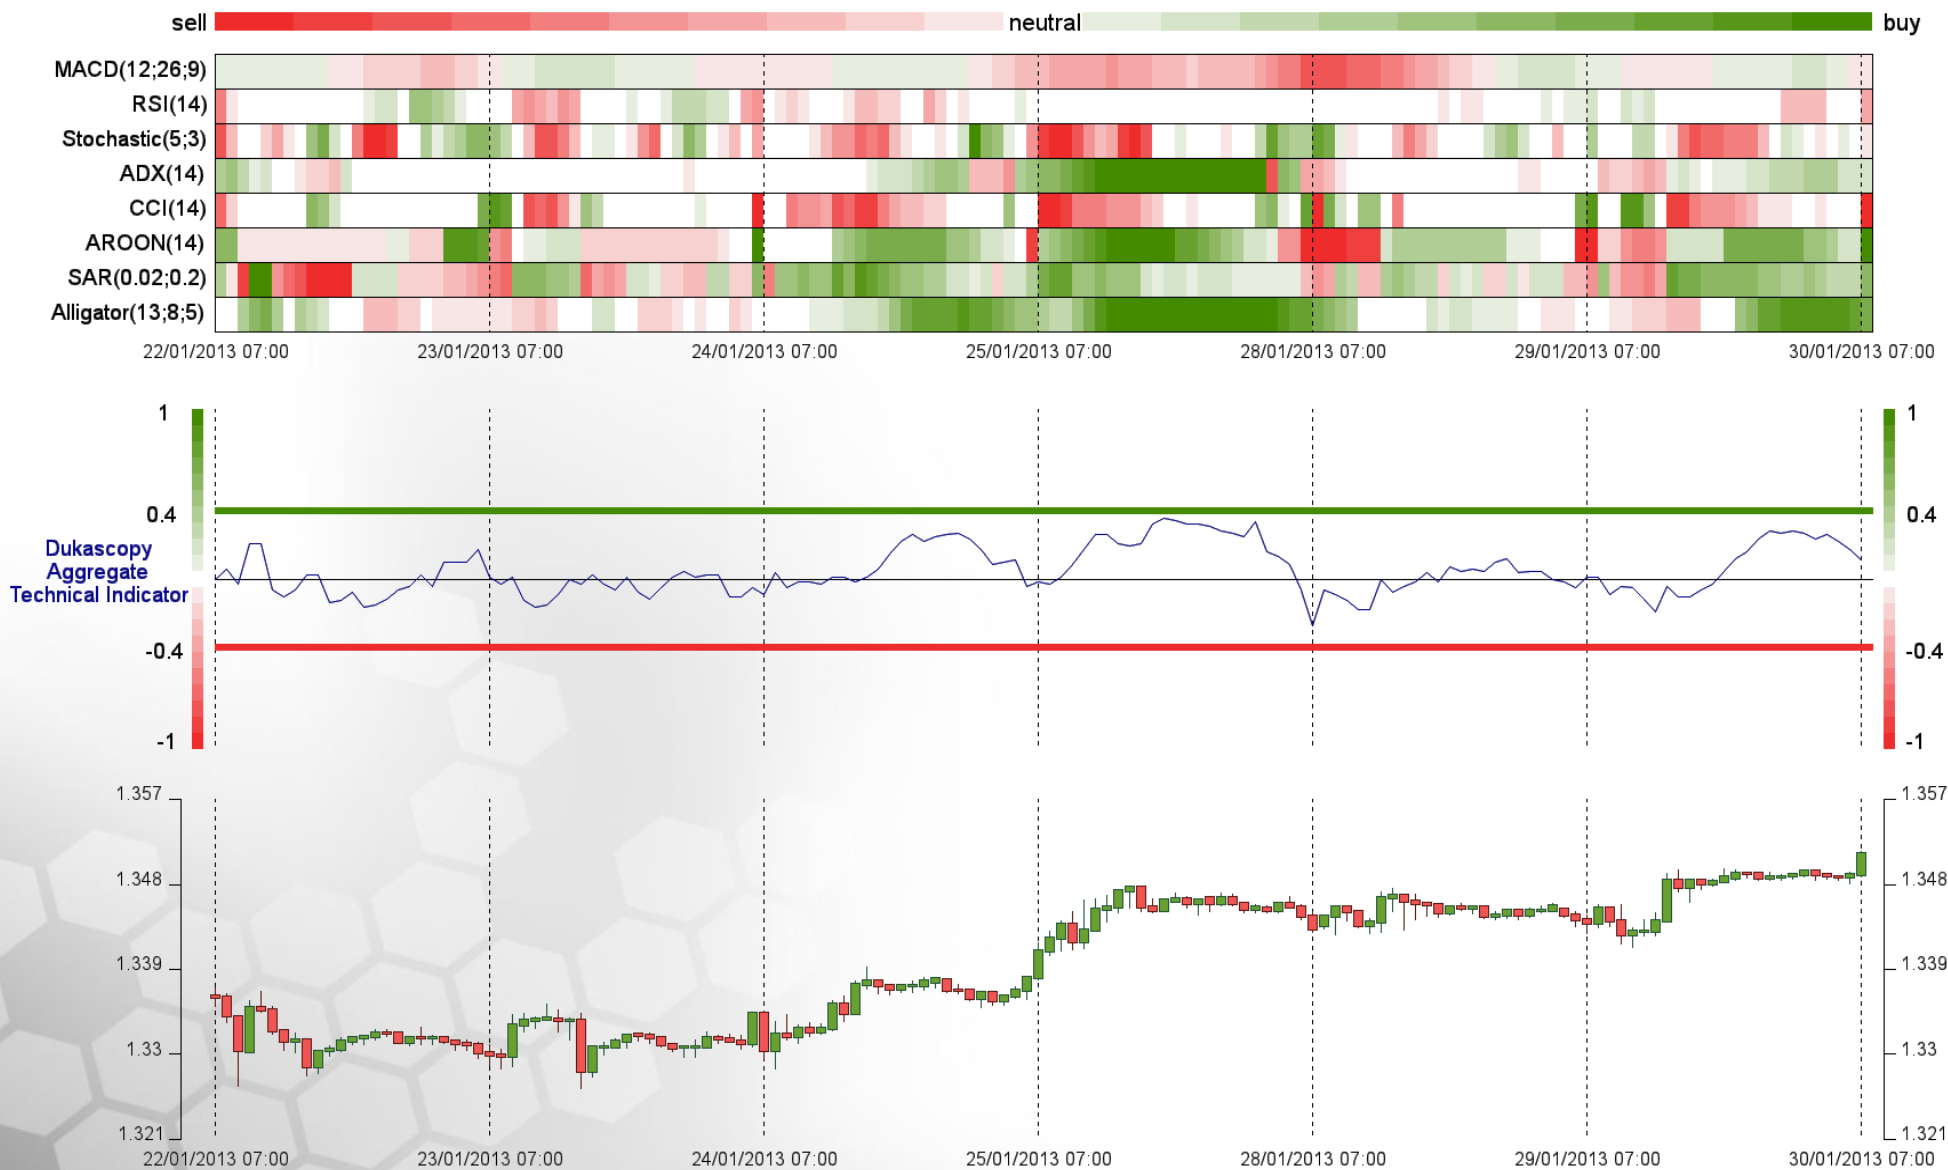 sell neutral buy
MACD(12;26;9)
RSI(14)
Stochastic(5;3)
ADX(14)
CCI(14)
AROON(14)
SAR(0.02;0.2)
Alligator(13;8;5)
22/01/2013 07:00 23/01/2013 07:00 24/01/2013 07:00 25/01/2013 07:00 28/01/2013 07:00 29/01/2013 07:00 30/01/2013 07:00
1 1
0.4 0.4
Dukascopy
Aggregate
Technical Indicator
-0.4 -0.4
-1 -1
1.357 1.357
1.348 1.348
1.339 1.339
1.33 1.33
1.321 1.321
22/01/2013 07:00 23/01/2013 07:00 24/01/2013 07:00 25/01/2013 07:00 28/01/2013 07:00 29/01/2013 07:00 30/01/2013 07:00